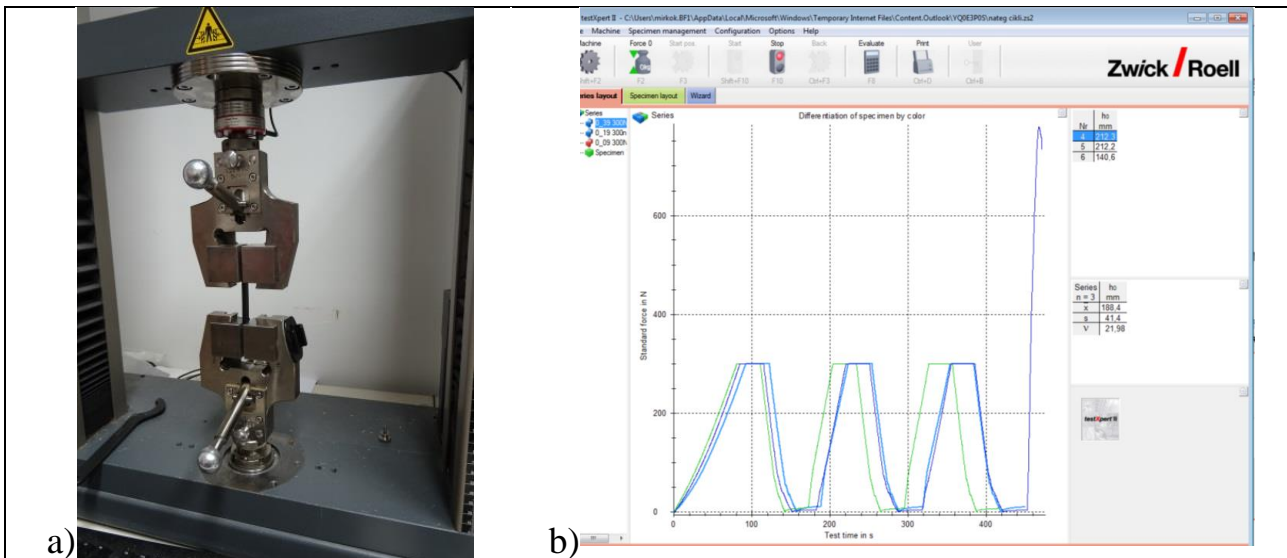 testXpert II - C:\Users\mirkok.BFI\AppData\Local\Microsoft\Windows\Temporary Internet Files\Content.Outlook\YQ0E3P0S\nateg cikli.zs2
Machine Specimen management Configuration Options Help
Machine Force 0 Start pos. Start Stop Back Evaluate Print User
Shift+F2 F2 F3 Shift+F10 F10 Ctrl+F3 F8 Ctrl+D Ctrl+B
Zwick / Roell
Series layout Specimen layout Wizard
Series
0_39 300N
0_19 300n
0_09 300h
Specimen
Series
Differentiation of specimen by color
Standard force in N
600
400
200
0
0 100 200 300 400
Test time in s
h0
Nr mm
4 212,3
5 212,2
6 140,6
Series h0
n = 3 mm
x 188,4
s 41,4
ν 21,98
testXpert II
a)
b)